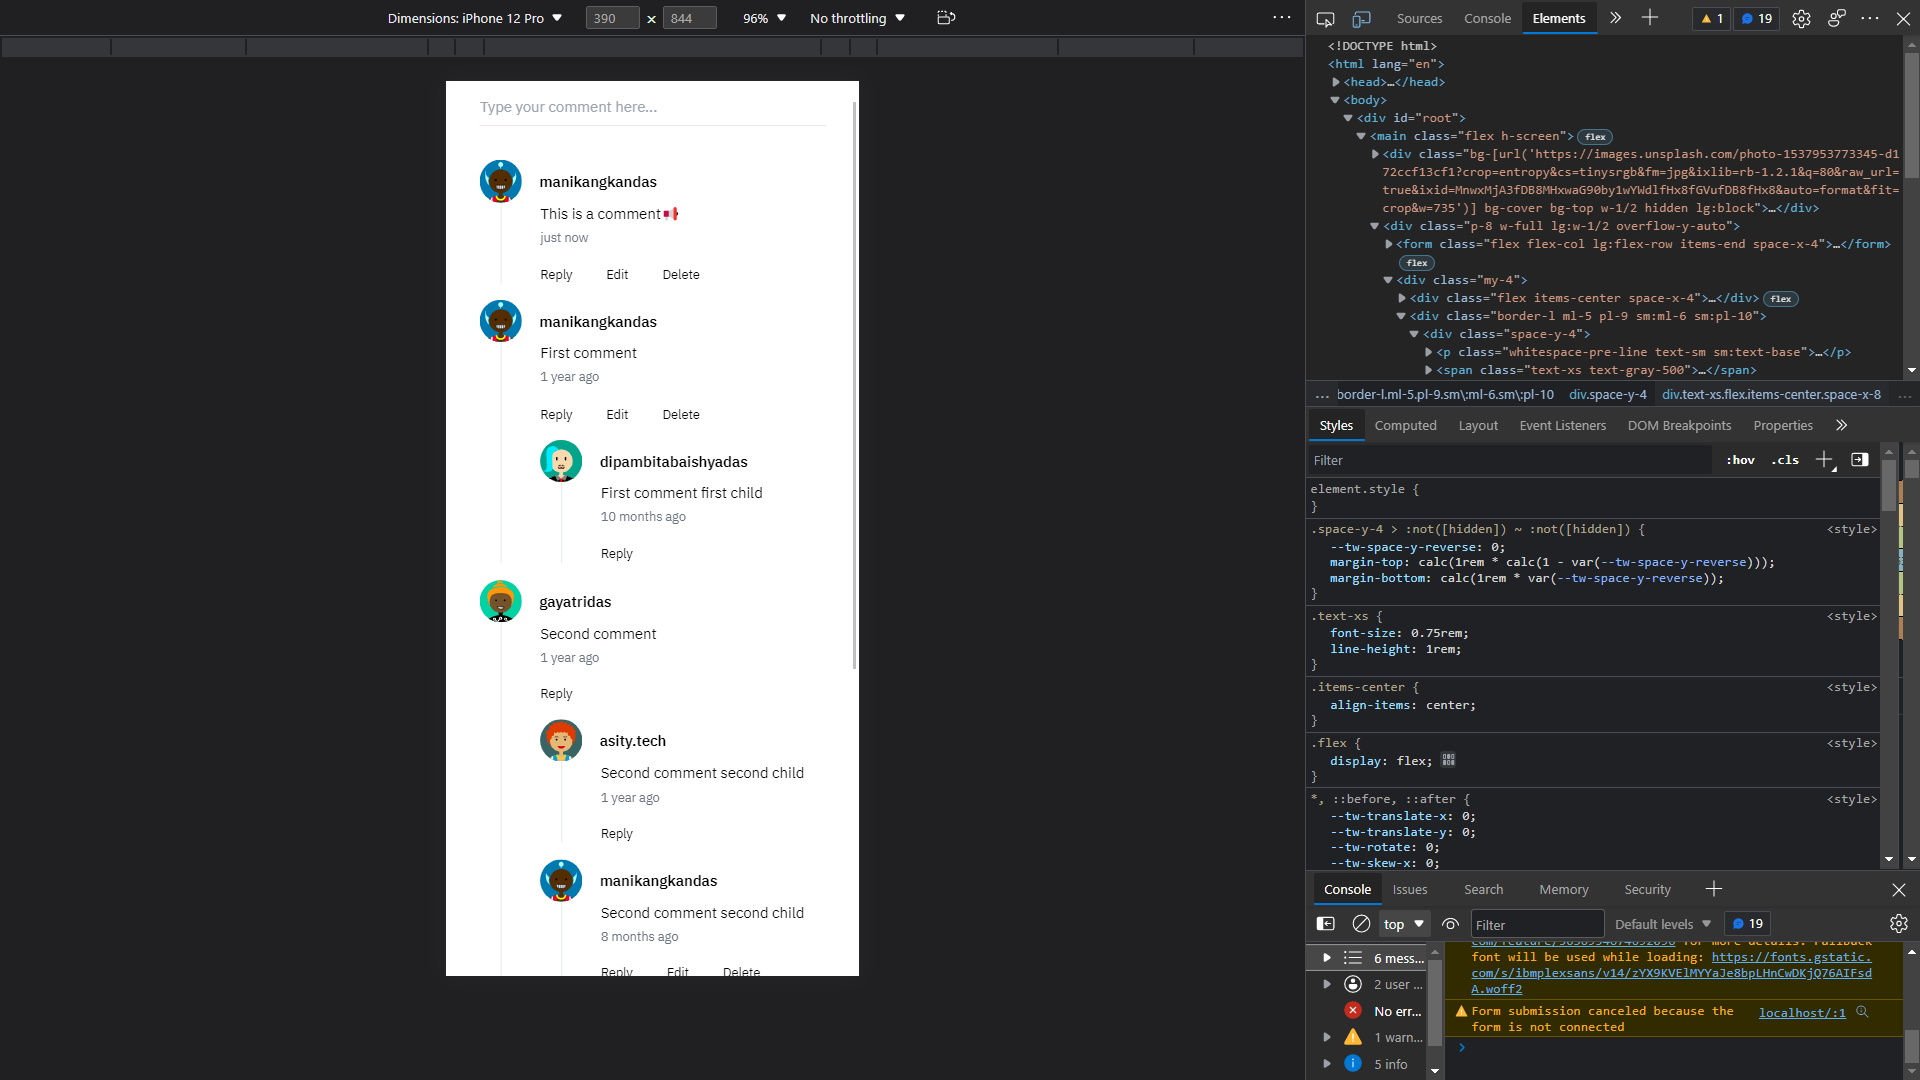 Dimensions: iPhone 12 Pro 390 x 844 96% No throttling
Type your comment here...
manikangkandas
This is a comment
just now
Reply Edit Delete
manikangkandas
First comment
1 year ago
Reply Edit Delete
dipambitabaishyadas
First comment first child
10 months ago
Reply
gayatridas
Second comment
1 year ago
Reply
asity.tech
Second comment second child
1 year ago
Reply
manikangkandas
Second comment second child
8 months ago
Reply Edit Delete
Sources Console Elements 1 19
<!DOCTYPE html>
<html lang="en">
<head>…</head>
<body>
<div id="root">
<main class="flex h-screen"> flex
<div class="bg-[url('https://images.unsplash.com/photo-1537953773345-d1
72ccf13cf1?crop=entropy&cs=tinysrgb&fm=jpg&ixlib=rb-1.2.1&q=80&raw_url=
true&ixid=MnwxMjA3fDB8MHxwaG90by1wYWdlfHx8fGVufDB8fHx8&auto=format&fit=
crop&w=735')] bg-cover bg-top w-1/2 hidden lg:block">…</div>
<div class="p-8 w-full lg:w-1/2 overflow-y-auto">
<form class="flex flex-col lg:flex-row items-end space-x-4">…</form>
flex
<div class="my-4">
<div class="flex items-center space-x-4">…</div> flex
<div class="border-l ml-5 pl-9 sm:ml-6 sm:pl-10">
<div class="space-y-4">
<p class="whitespace-pre-line text-sm sm:text-base">…</p>
<span class="text-xs text-gray-500">…</span>
... border-l.ml-5.pl-9.sm\:ml-6.sm\:pl-10 div.space-y-4 div.text-xs.flex.items-center.space-x-8 ...
Styles Computed Layout Event Listeners DOM Breakpoints Properties
Filter :hov .cls
element.style {
}
.space-y-4 > :not([hidden]) ~ :not([hidden]) { <style>
--tw-space-y-reverse: 0;
margin-top: calc(1rem * calc(1 - var(--tw-space-y-reverse)));
margin-bottom: calc(1rem * var(--tw-space-y-reverse));
}
.text-xs { <style>
font-size: 0.75rem;
line-height: 1rem;
}
.items-center { <style>
align-items: center;
}
.flex { <style>
display: flex;
}
*, ::before, ::after { <style>
--tw-translate-x: 0;
--tw-translate-y: 0;
--tw-rotate: 0;
--tw-skew-x: 0;
Console Issues Search Memory Security
top Filter Default levels 19
6 mess...
2 user ...
No err...
1 warn...
5 info
font will be used while loading: https://fonts.gstatic.
com/s/ibmplexsans/v14/zYX9KVElMYYaJe8bpLHnCwDKjQ76AIFsd
A.woff2
Form submission canceled because the localhost/:1
form is not connected